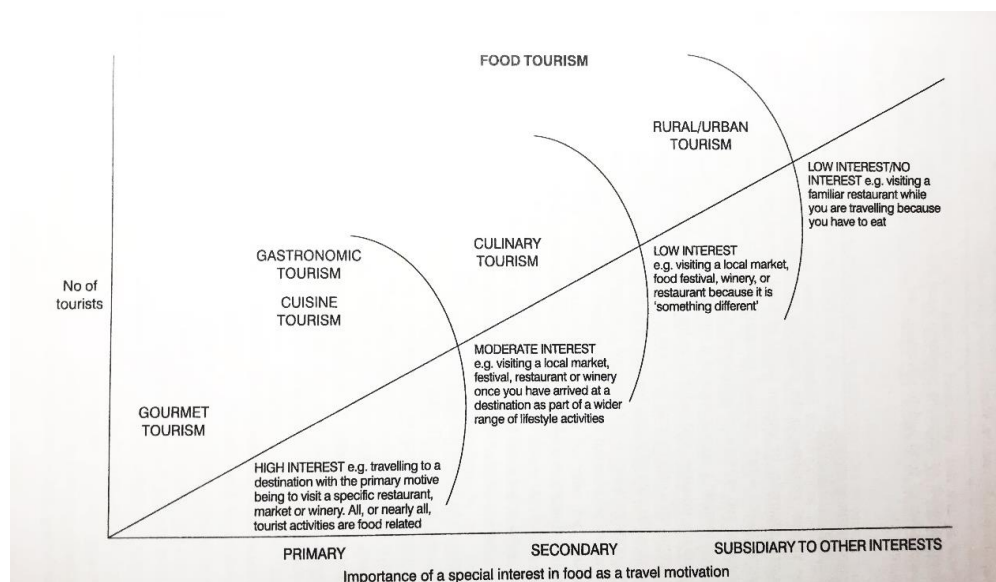 FOOD TOURISM
RURAL/URBAN
TOURISM
LOW INTEREST/NO
INTEREST e.g. visiting a
familiar restaurant while
you are travelling because
you have to eat
GASTRONOMIC
TOURISM
CUISINE
TOURISM
CULINARY
TOURISM
LOW INTEREST
e.g. visiting a local market,
food festival, winery, or
restaurant because it is
'something different'
No of
tourists
MODERATE INTEREST
e.g. visiting a local market,
festival, restaurant or winery
once you have arrived at a
destination as part of a wider
range of lifestyle activities
GOURMET
TOURISM
HIGH INTEREST e.g. travelling to a
destination with the primary motive
being to visit a specific restaurant,
market or winery. All, or nearly all,
tourist activities are food related
PRIMARY
SECONDARY
SUBSIDIARY TO OTHER INTERESTS
Importance of a special interest in food as a travel motivation